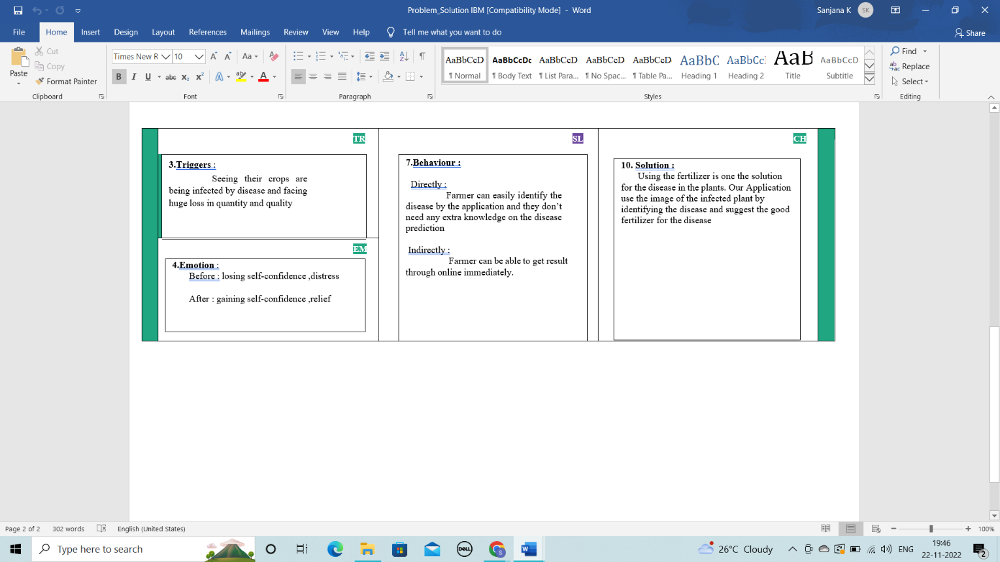 Problem_Solution IBM [Compatibility Mode] - Word
Sanjana K
SK
File Home Insert Design Layout References Mailings Review View Help Tell me what you want to do
Share
Paste
Cut
Copy
Format Painter
Clipboard
Times New R 10
Aa
B I U abc x₂ x² A A
Font
Paragraph
AaBbCcD AaBbCcDc AaBbCcD AaBbCcD AaBbCcD AaBbC AaBbCc AaB AaBbCcD
¶ Normal ¶ Body Text ¶ List Para... ¶ No Spac... ¶ Table Pa... Heading 1 Heading 2 Title Subtitle
Styles
Find
Replace
Select
Editing
TR
3.Triggers :
Seeing their crops are
being infected by disease and facing
huge loss in quantity and quality
EM
4.Emotion :
Before : losing self-confidence ,distress
After : gaining self-confidence ,relief
SL
7.Behaviour :
Directly :
Farmer can easily identify the
disease by the application and they don’t
need any extra knowledge on the disease
prediction
Indirectly :
Farmer can be able to get result
through online immediately.
CH
10. Solution :
Using the fertilizer is one the solution
for the disease in the plants. Our Application
use the image of the infected plant by
identifying the disease and suggest the good
fertilizer for the disease
Page 2 of 2 302 words English (United States)
100%
Type here to search
DELL
S
W
26°C Cloudy
ENG
19:46
22-11-2022
2